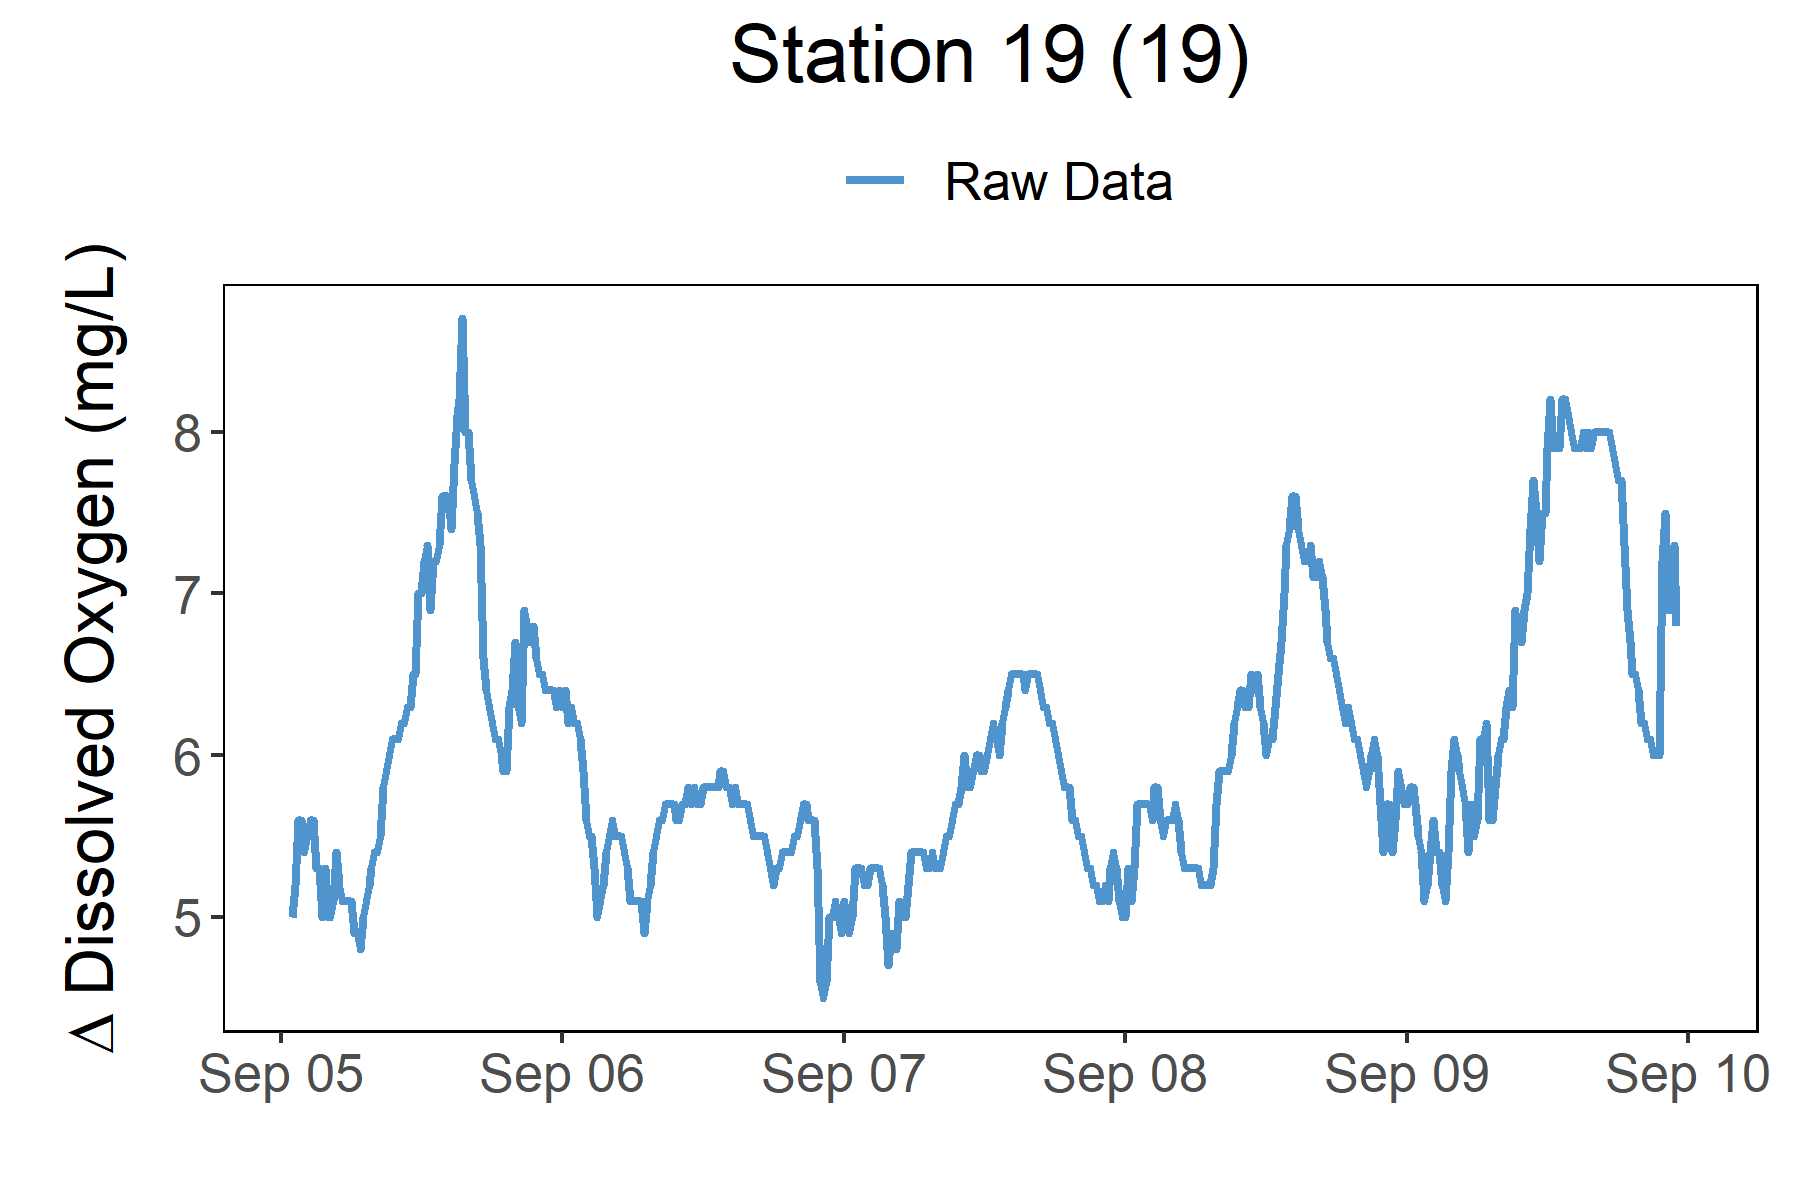 Station 19 (19)
Raw Data
Δ Dissolved Oxygen (mg/L)
8
7
6
5
Sep 05
Sep 06
Sep 07
Sep 08
Sep 09
Sep 10